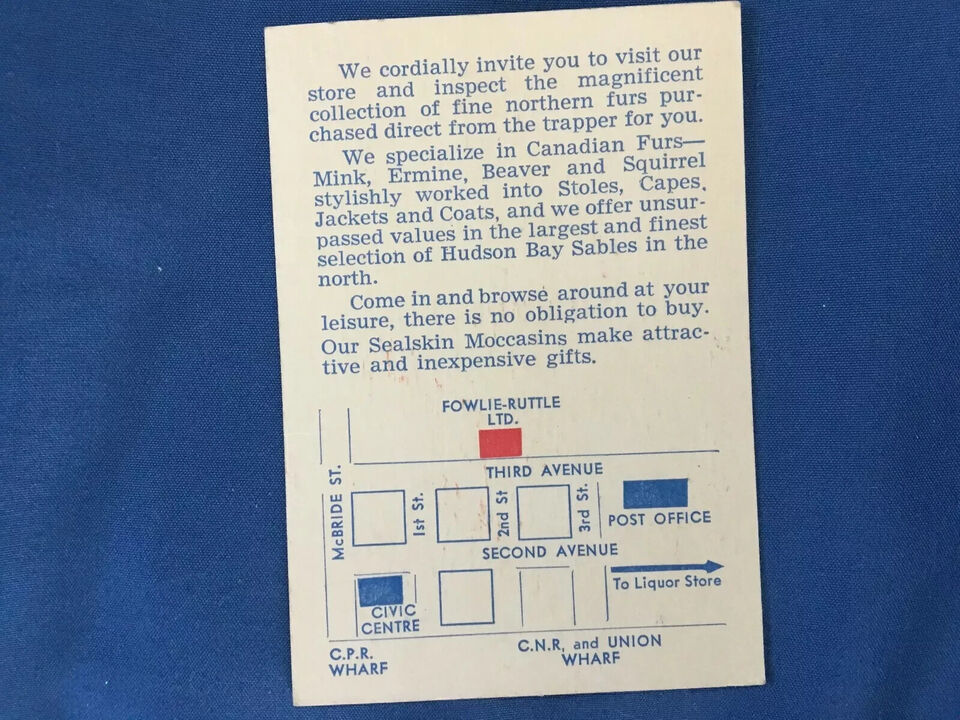 We cordially invite you to visit our
store and inspect the magnificent
collection of fine northern furs pur-
chased direct from the trapper for you.
We specialize in Canadian Furs—
Mink, Ermine, Beaver and Squirrel
stylishly worked into Stoles, Capes,
Jackets and Coats, and we offer unsur-
passed values in the largest and finest
selection of Hudson Bay Sables in the
north.
Come in and browse around at your
leisure, there is no obligation to buy.
Our Sealskin Moccasins make attrac-
tive and inexpensive gifts.
FOWLIE-RUTTLE
LTD.
THIRD AVENUE
McBRIDE ST.
1st St.
2nd St
3rd St.
POST OFFICE
SECOND AVENUE
To Liquor Store
CIVIC
CENTRE
C.P.R.
WHARF
C.N.R, and UNION
WHARF